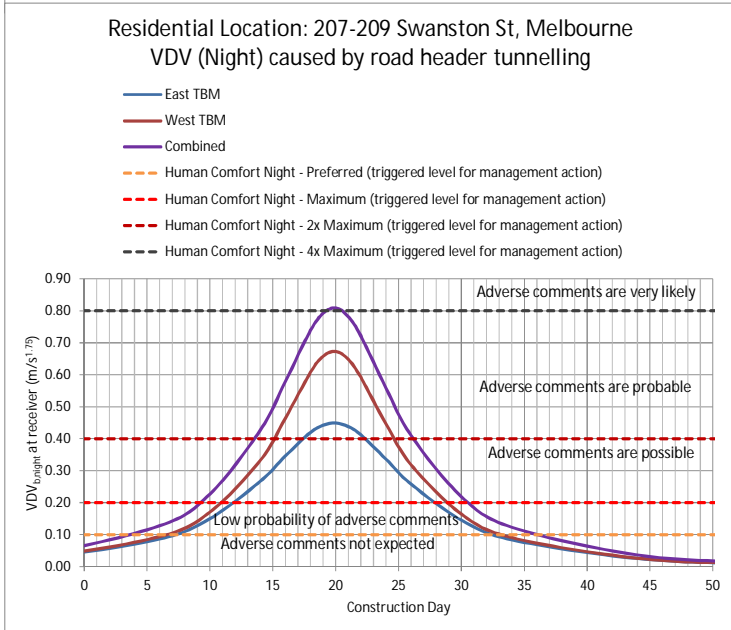 Residential Location: 207-209 Swanston St, Melbourne
VDV (Night) caused by road header tunnelling
East TBM
West TBM
Combined
Human Comfort Night - Preferred (triggered level for management action)
Human Comfort Night - Maximum (triggered level for management action)
Human Comfort Night - 2x Maximum (triggered level for management action)
Human Comfort Night - 4x Maximum (triggered level for management action)
VDVb,night at receiver (m/s1.75)
0.90
0.80
0.70
0.60
0.50
0.40
0.30
0.20
0.10
0.00
Adverse comments are very likely
Adverse comments are probable
Adverse comments are possible
Low probability of adverse comments
Adverse comments not expected
0 5 10 15 20 25 30 35 40 45 50
Construction Day